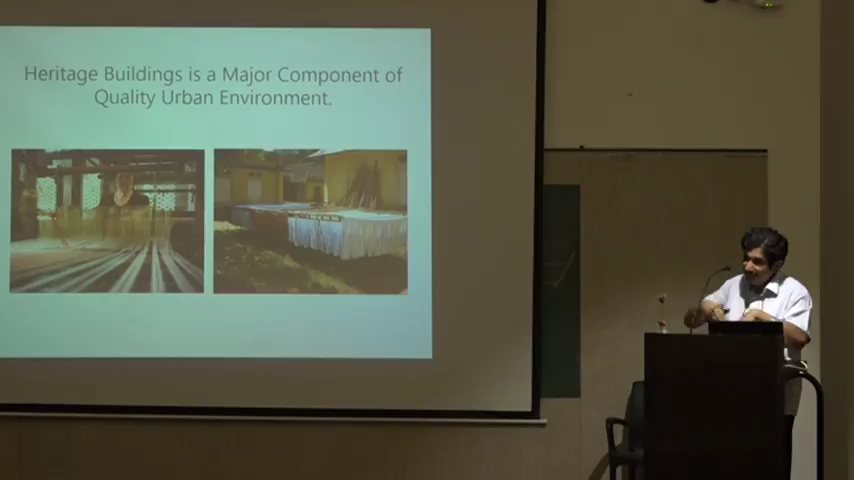 Heritage Buildings is a Major Component of
Quality Urban Environment.